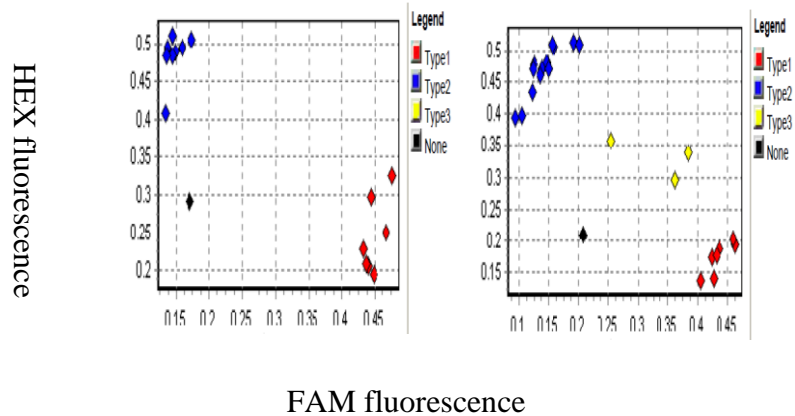 HEX fluorescence
0.5
0.45
0.4
0.35
0.3
0.25
0.2
0.15 0.2 0.25 0.3 0.35 0.4 0.45
Legend
Type1
Type2
Type3
None
0.5
0.45
0.4
0.35
0.3
0.25
0.2
0.15
0.1 0.15 0.2 0.25 0.3 0.35 0.4 0.45
Legend
Type1
Type2
Type3
None
FAM fluorescence